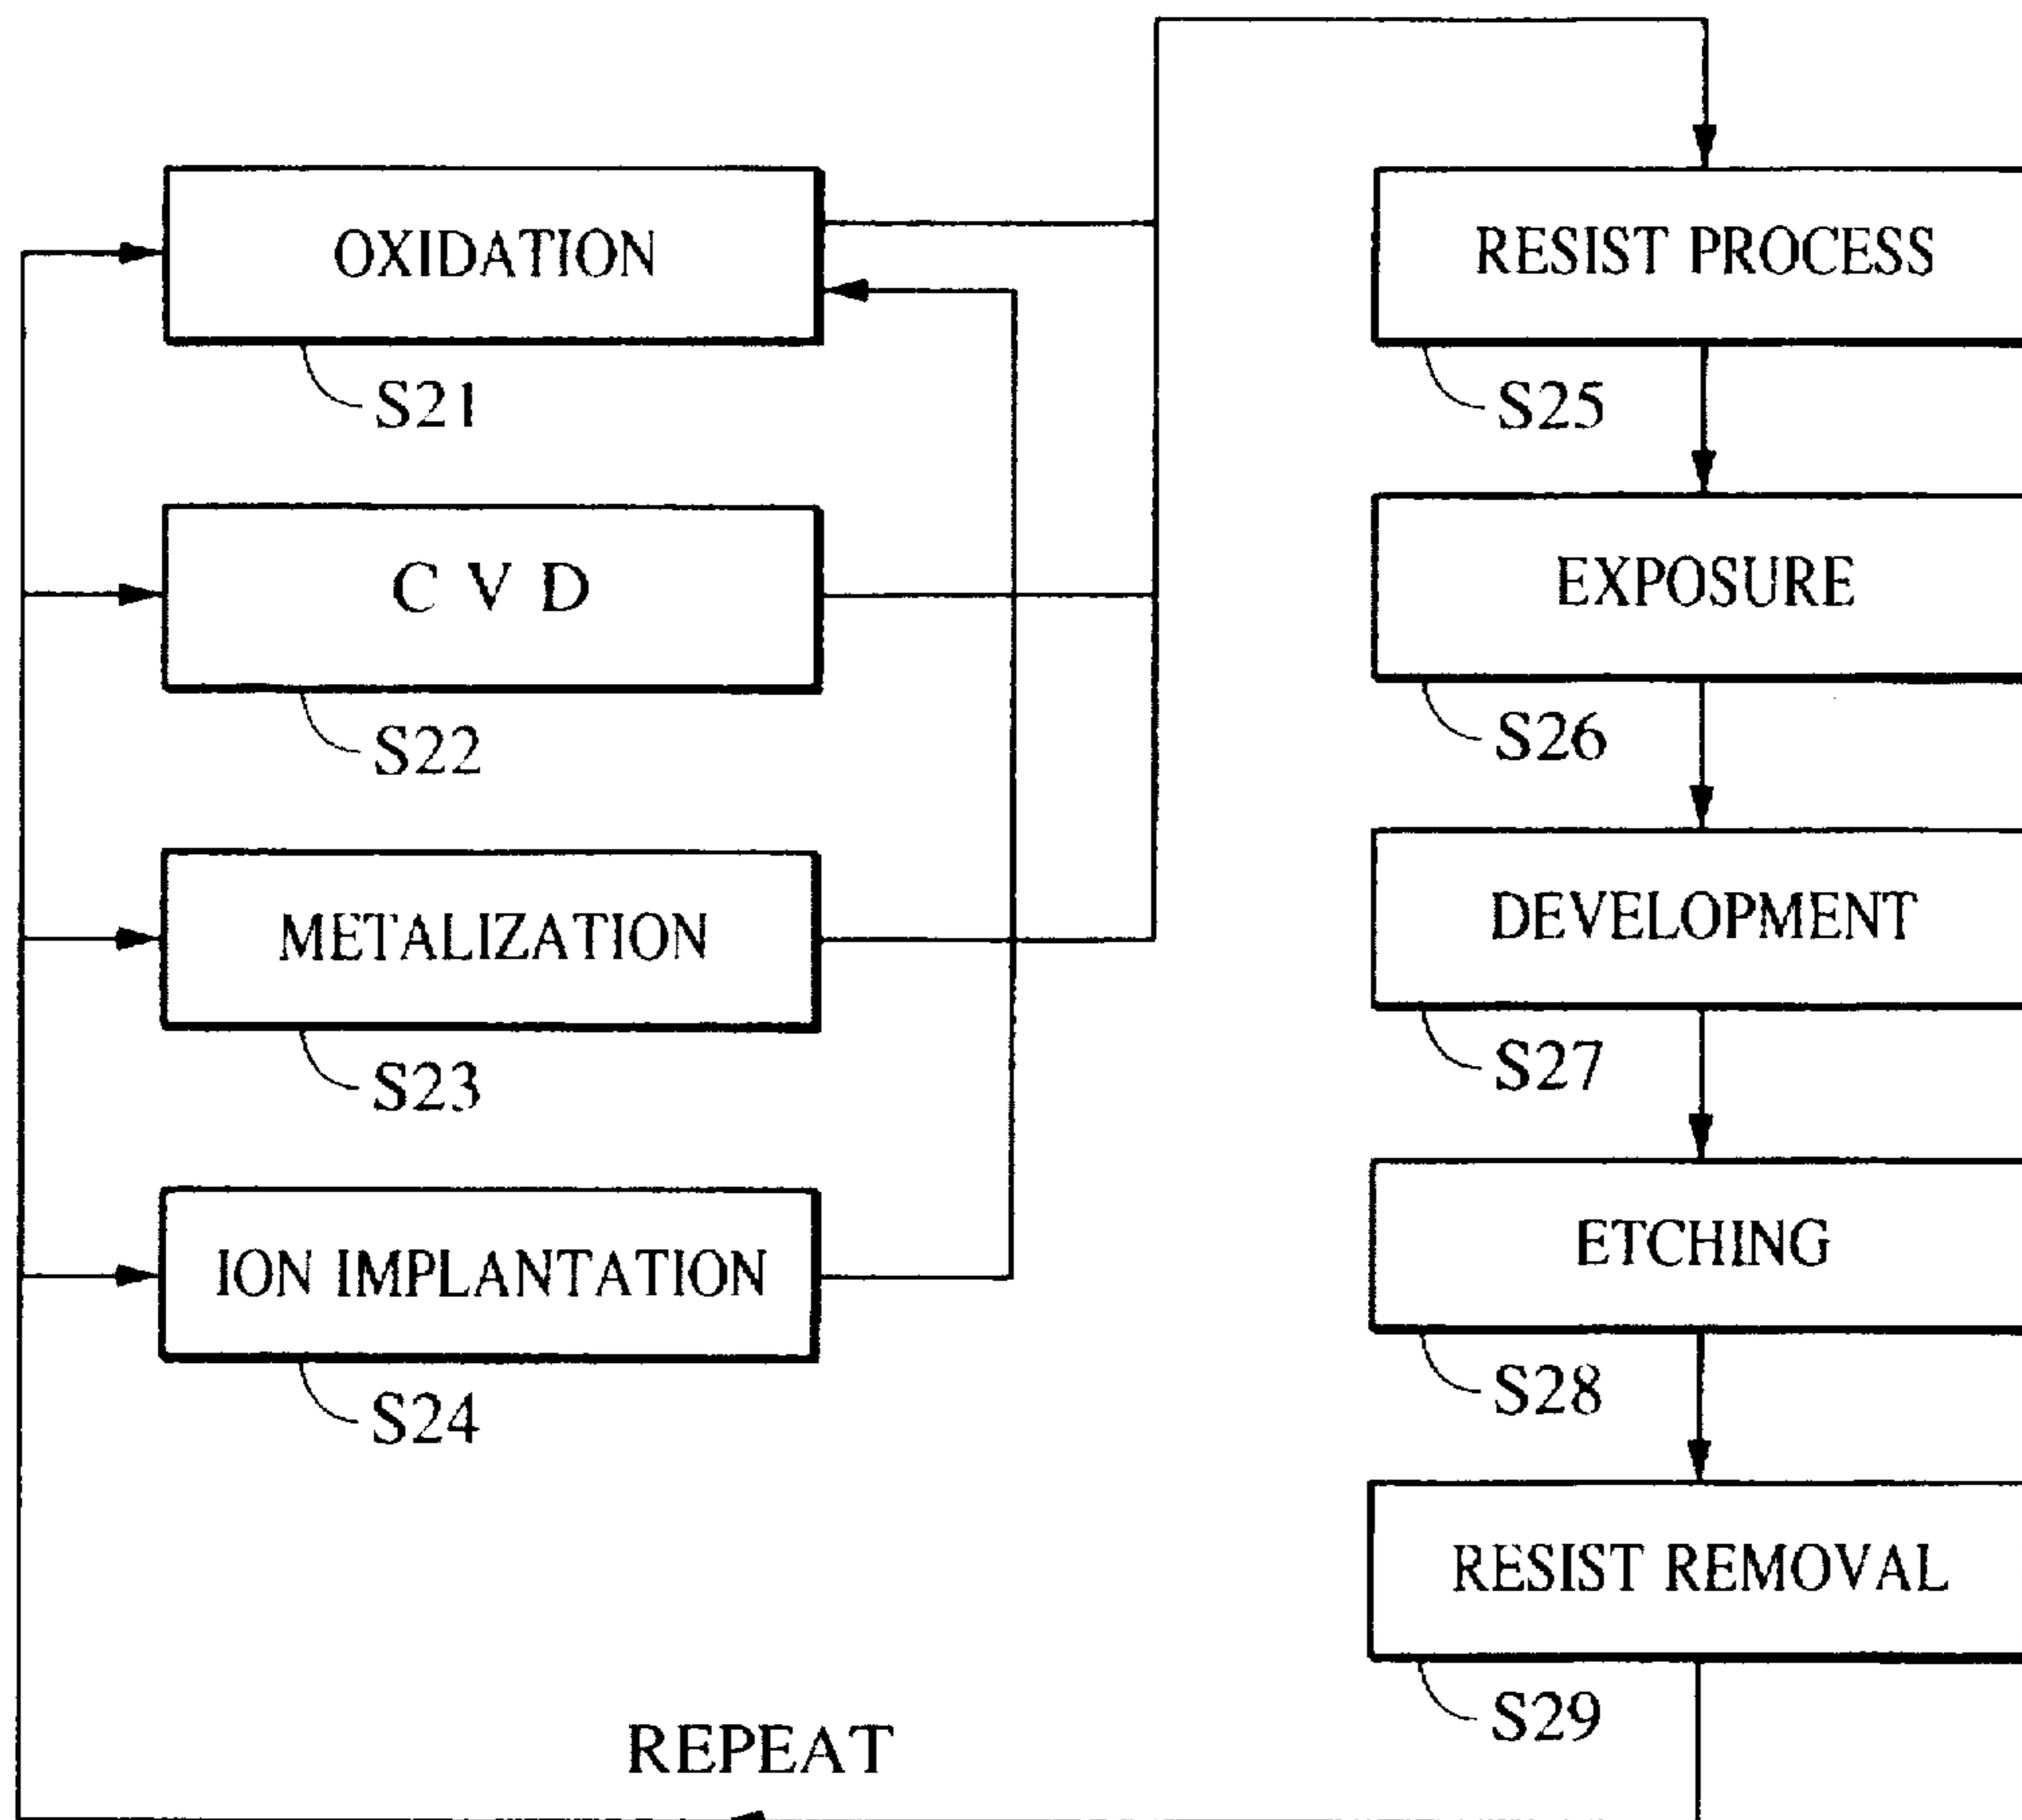 OXIDATION
S21
C V D
S22
METALIZATION
S23
ION IMPLANTATION
S24
RESIST PROCESS
S25
EXPOSURE
S26
DEVELOPMENT
S27
ETCHING
S28
RESIST REMOVAL
S29
REPEAT